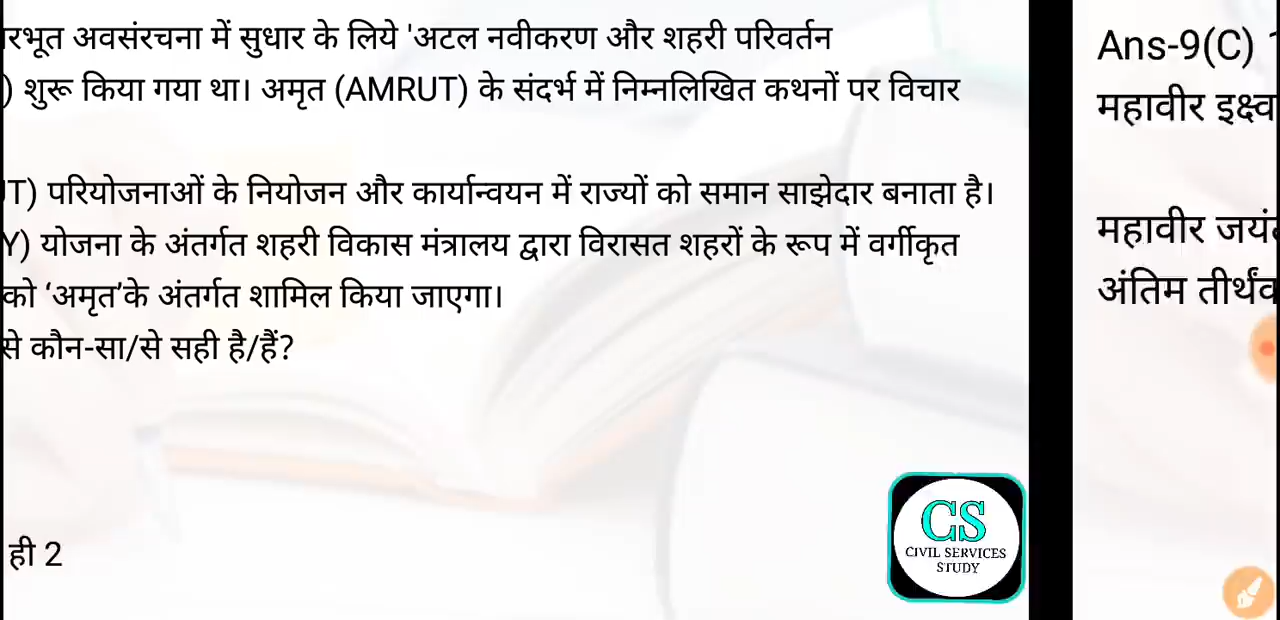 रभूत अवसंरचना में सुधार के लिये 'अटल नवीकरण और शहरी परिवर्तन
) शुरू किया गया था। अमृत (AMRUT) के संदर्भ में निम्नलिखित कथनों पर विचार
T) परियोजनाओं के नियोजन और कार्यान्वयन में राज्यों को समान साझेदार बनाता है।
Y) योजना के अंतर्गत शहरी विकास मंत्रालय द्वारा विरासत शहरों के रूप में वर्गीकृत
को ‘अमृत’के अंतर्गत शामिल किया जाएगा।
से कौन-सा/से सही है/हैं?
ही 2
CS
CIVIL SERVICES
STUDY
Ans-9(C)
महावीर इक्ष्व
महावीर जयं
अंतिम तीर्थंक